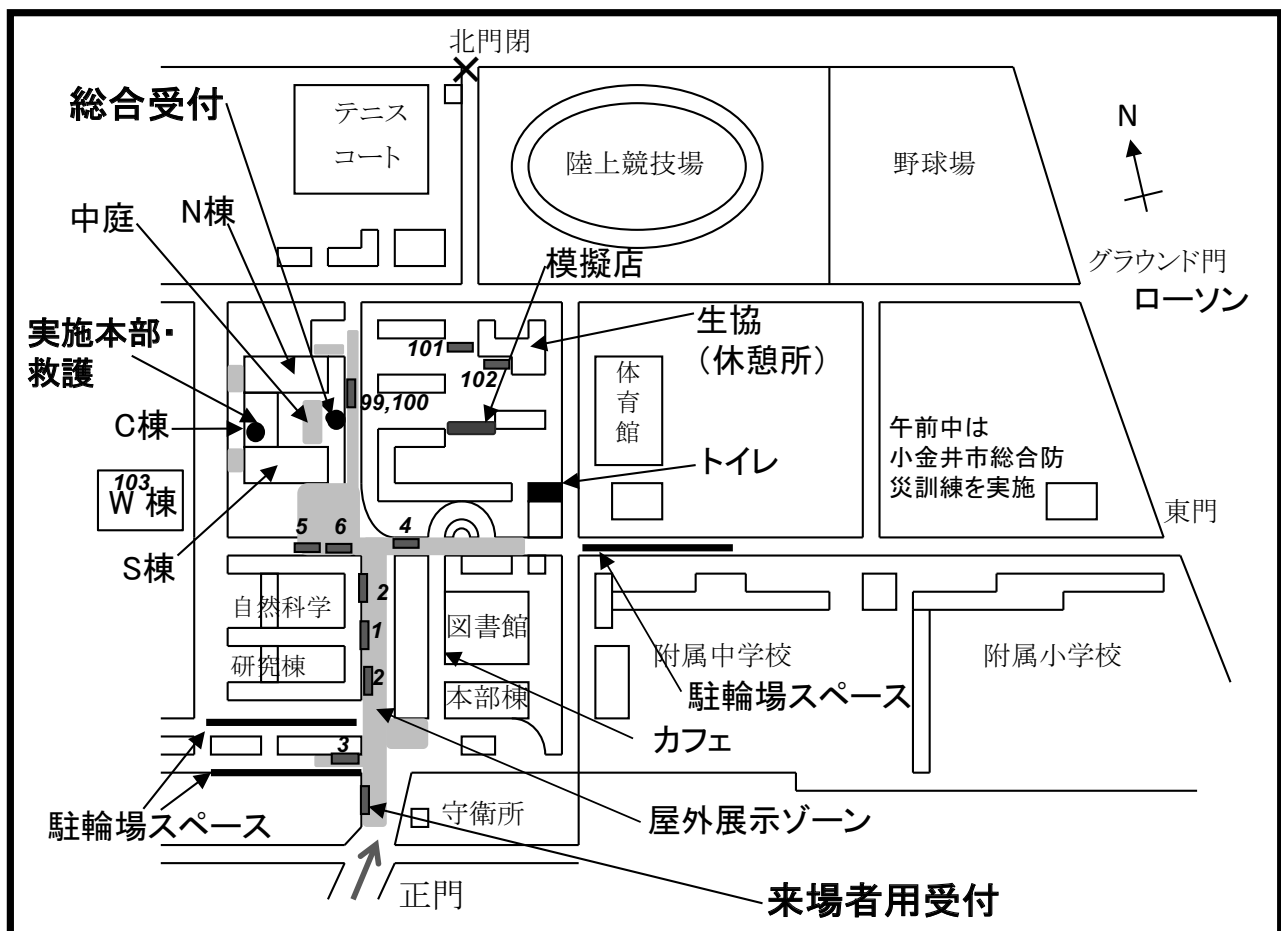 北門閉
総合受付
テニス
コート
陸上競技場
野球場
N
中庭
N棟
模擬店
グラウンド門
ローソン
実施本部・
救護
101
102
生協
（休憩所）
99,100
体
育
館
C棟
午前中は
小金井市総合防
災訓練を実施
トイレ
103
W 棟
東門
5
6
4
S棟
2
自然科学
1
図書館
研究棟
2
附属中学校
附属小学校
本部棟
駐輪場スペース
カフェ
3
駐輪場スペース
守衛所
屋外展示ゾーン
正門
来場者用受付